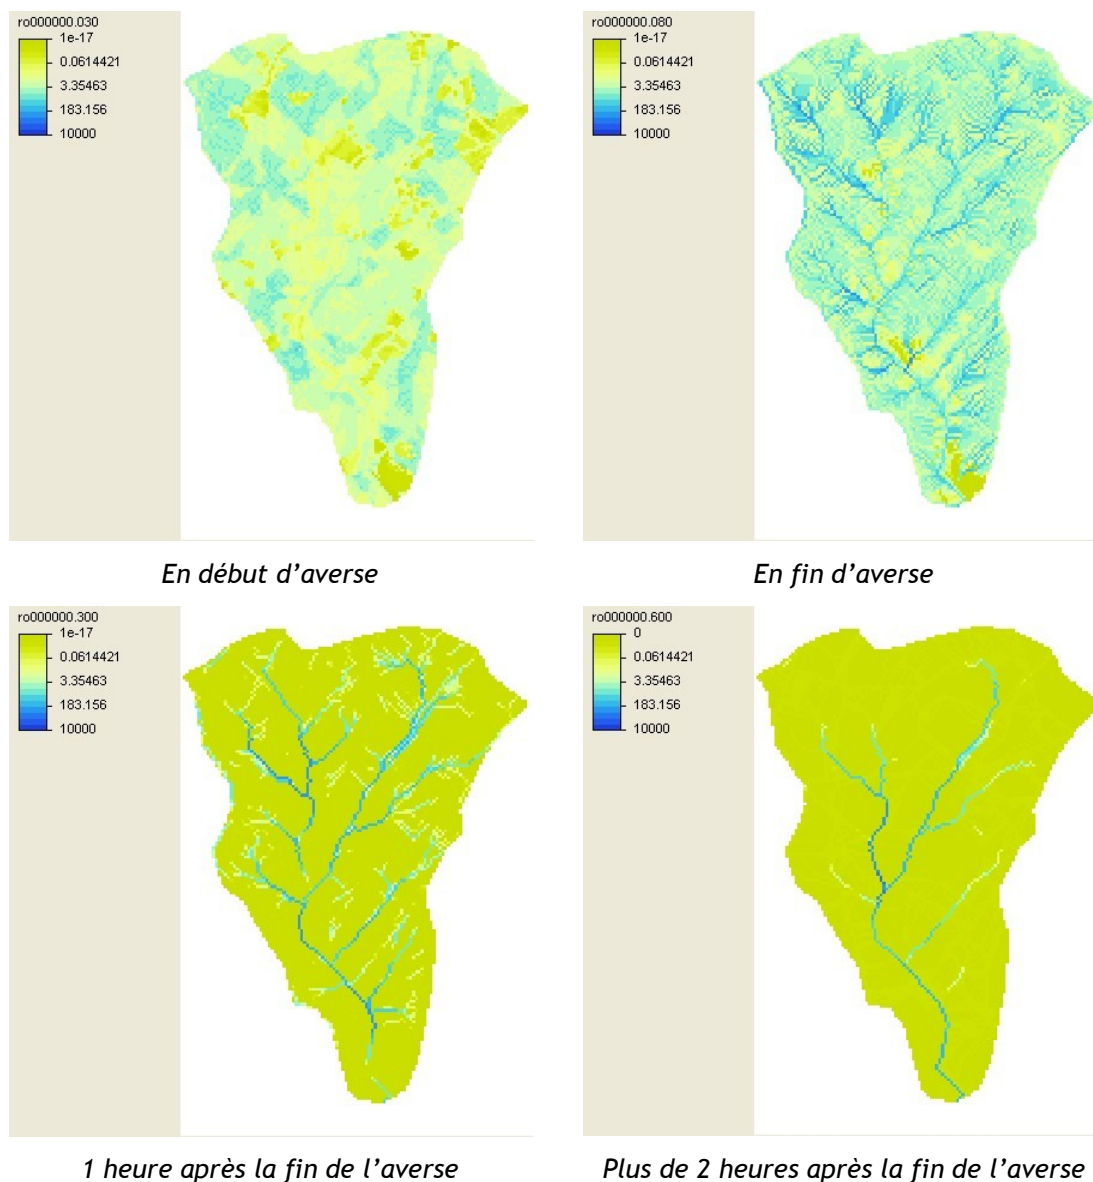 ro000000.030
1e-17
0.0614421
3.35463
183.156
10000
En début d’averse
ro000000.080
1e-17
0.0614421
3.35463
183.156
10000
En fin d’averse
ro000000.300
1e-17
0.0614421
3.35463
183.156
10000
1 heure après la fin de l’averse
ro000000.600
0
0.0614421
3.35463
183.156
10000
Plus de 2 heures après la fin de l’averse